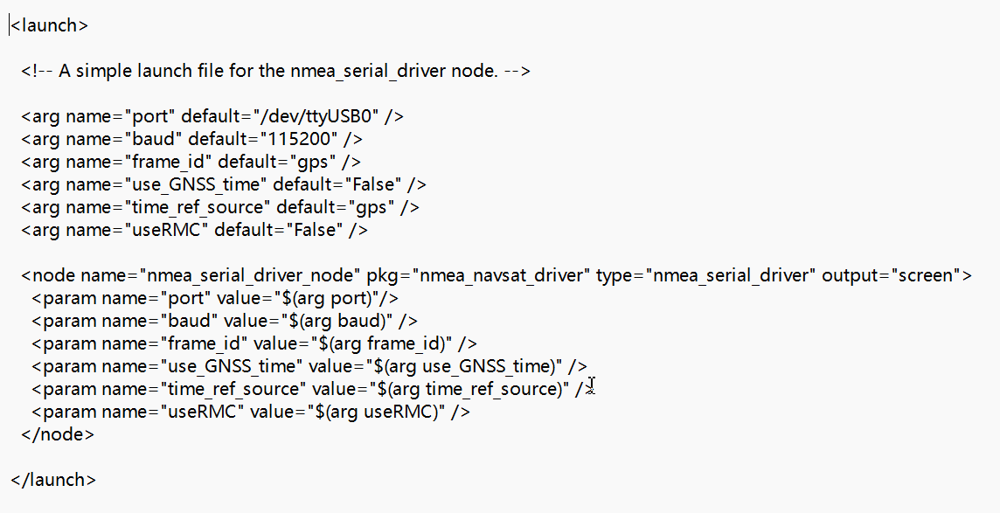 <launch>
<!-- A simple launch file for the nmea_serial_driver node. -->
<arg name="port" default="/dev/ttyUSB0" />
<arg name="baud" default="115200" />
<arg name="frame_id" default="gps" />
<arg name="use_GNSS_time" default="False" />
<arg name="time_ref_source" default="gps" />
<arg name="useRMC" default="False" />
<node name="nmea_serial_driver_node" pkg="nmea_navsat_driver" type="nmea_serial_driver" output="screen">
<param name="port" value="$(arg port)"/>
<param name="baud" value="$(arg baud)" />
<param name="frame_id" value="$(arg frame_id)" />
<param name="use_GNSS_time" value="$(arg use_GNSS_time)" />
<param name="time_ref_source" value="$(arg time_ref_source)" />
<param name="useRMC" value="$(arg useRMC)" />
</node>
</launch>